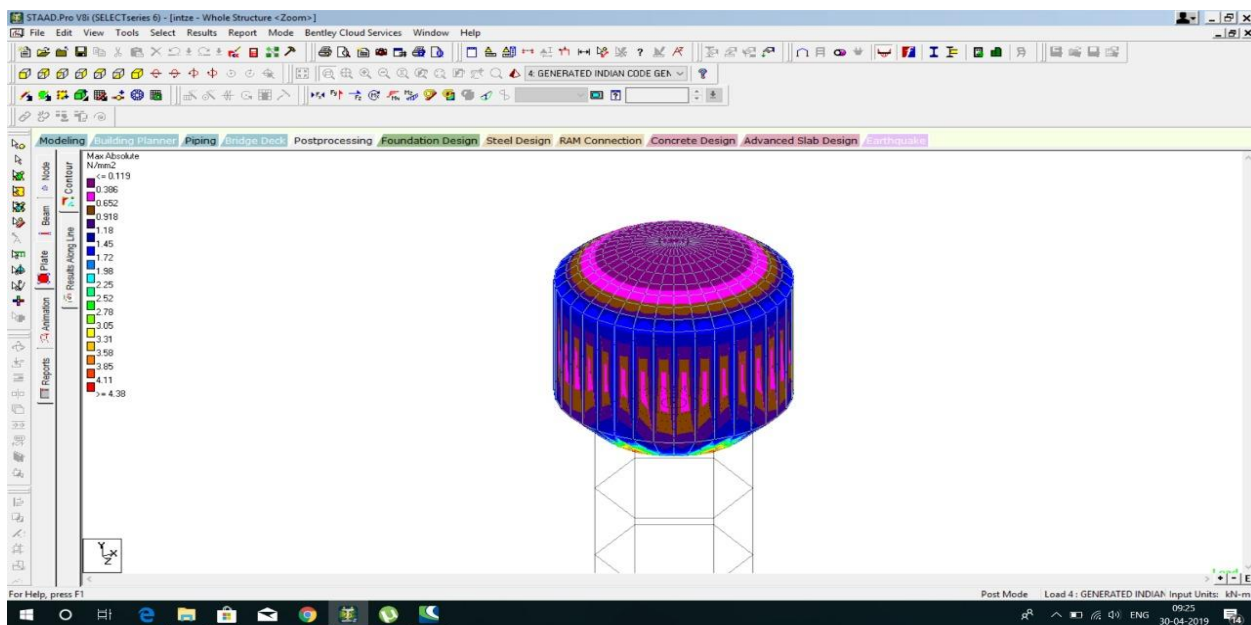 STAAD.Pro V8i (SELECTseries 6) - [intze - Whole Structure <Zoom>]
File Edit View Tools Select Results Report Mode Bentley Cloud Services Window Help
4: GENERATED INDIAN CODE GEN
Modeling Building Planner Piping Bridge Deck Postprocessing Foundation Design Steel Design RAM Connection Concrete Design Advanced Slab Design Earthquake
Node
Beam
Plate
Animation
Reports
Contour
Results Along Line
Max Absolute
N/mm2
<= 0.119
0.386
0.652
0.918
1.18
1.45
1.72
1.98
2.25
2.52
2.78
3.05
3.31
3.58
3.85
4.11
>= 4.38
Y
X
Z
For Help, press F1
Post Mode Load 4 : GENERATED INDIAN Input Units: kN-m
ENG
09:25
30-04-2019
14